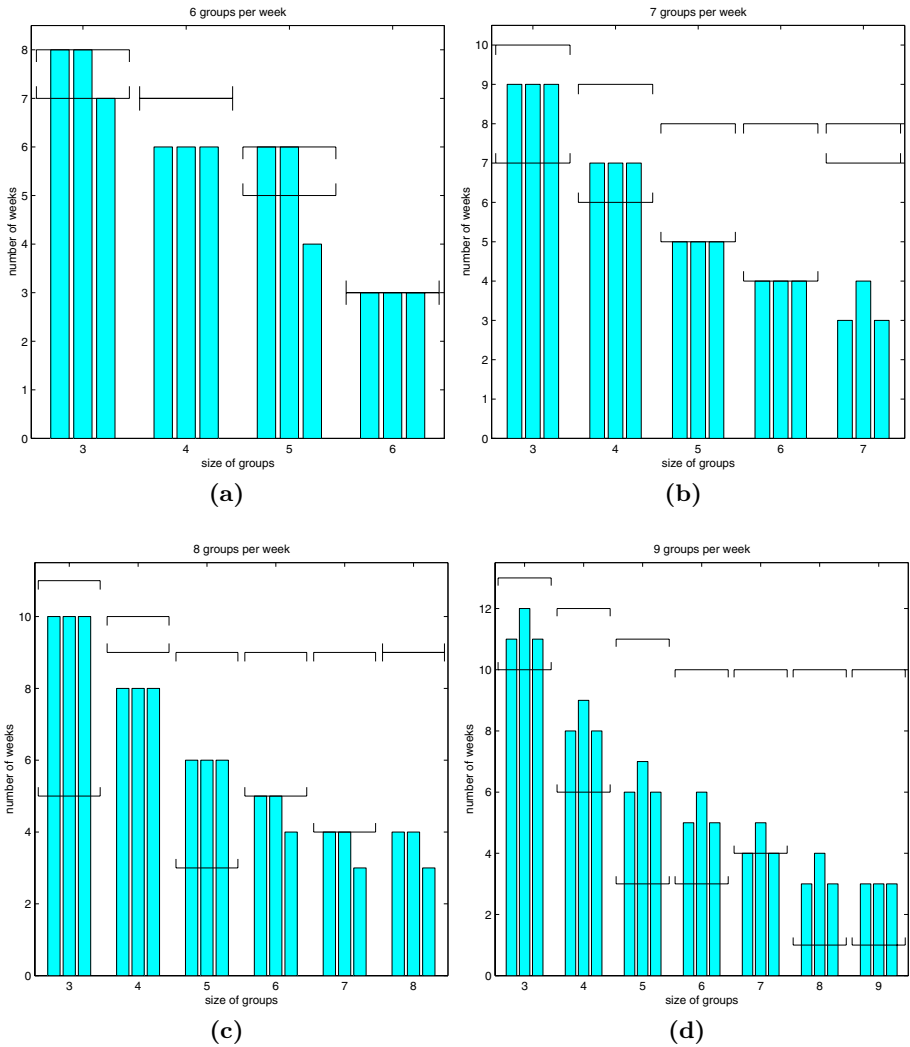 6 groups per week
8
7
6
5
4
3
2
1
0
number of weeks
3 4 5 6
size of groups
(a)
7 groups per week
10
9
8
7
6
5
4
3
2
1
0
number of weeks
3 4 5 6 7
size of groups
(b)
8 groups per week
10
8
6
4
2
0
number of weeks
3 4 5 6 7 8
size of groups
(c)
9 groups per week
12
10
8
6
4
2
0
number of weeks
3 4 5 6 7 8 9
size of groups
(d)